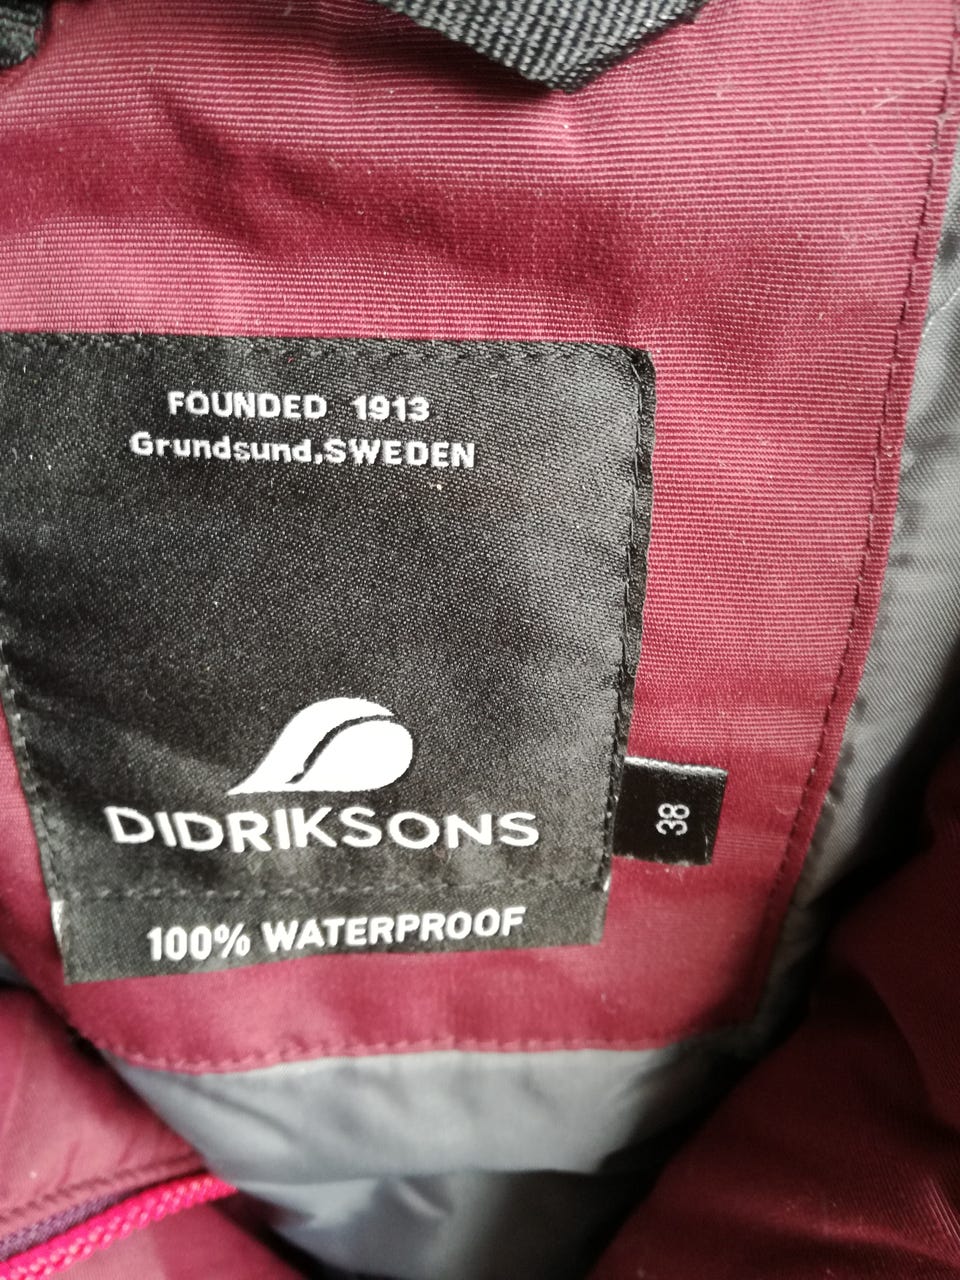 FOUNDED 1913
Grundsund,SWEDEN
DIDRIKSONS
38
100% WATERPROOF